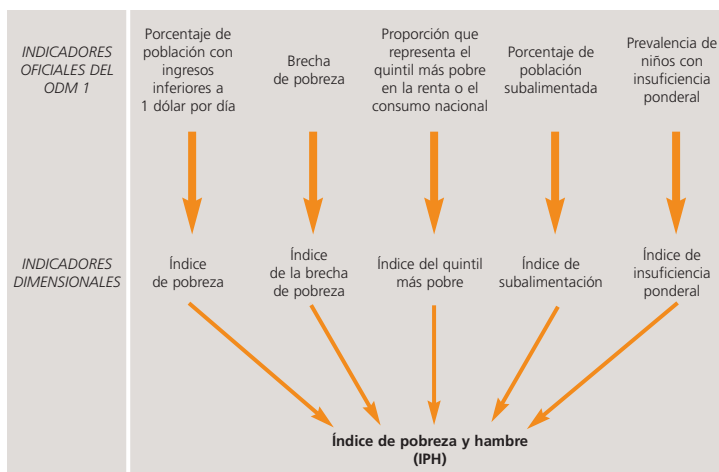 INDICADORES
OFICIALES DEL
ODM 1
Porcentaje de
población con
ingresos
inferiores a
1 dólar por día
Brecha
de pobreza
Proporción que
representa el
quintil más pobre
en la renta o el
consumo nacional
Porcentaje de
población
subalimentada
Prevalencia de
niños con
insuficiencia
ponderal
INDICADORES
DIMENSIONALES
Índice
de pobreza
Índice
de la brecha
de pobreza
Índice del quintil
más pobre
Índice de
subalimentación
Índice de
insuficiencia
ponderal
Índice de pobreza y hambre
(IPH)